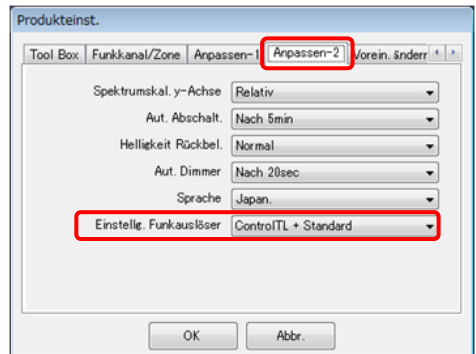 Produkteinst.
Tool Box Funkkanal/Zone Anpassen-1 Anpassen-2 Vorein. änderr
Spektrumskal. y-Achse Relativ
Aut. Abschalt. Nach 5min
Helligkeit Rückbel. Normal
Aut. Dimmer Nach 20sec
Sprache Japan.
Einstellg. Funkauslöser ControlTL + Standard
OK Abbr.